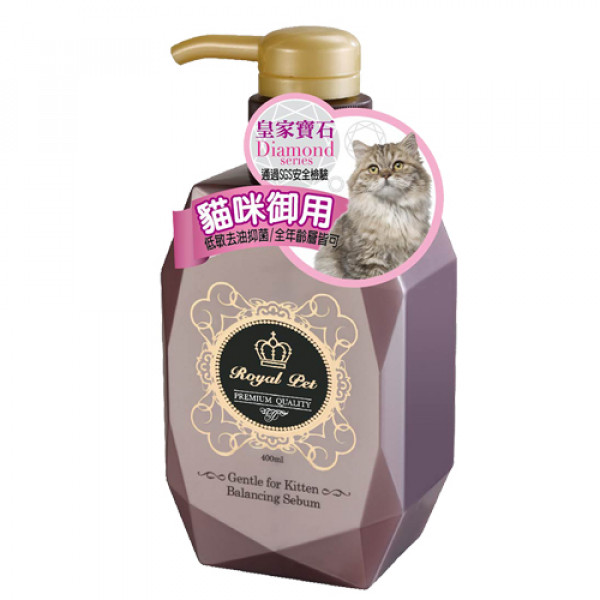 皇家寶石
Diamond
series
通過SGS安全檢驗
貓咪御用
低敏去油抑菌/全年齡層皆可
Royal Pet
PREMIUM QUALITY
400ml
Gentle for Kitten
Balancing Sebum